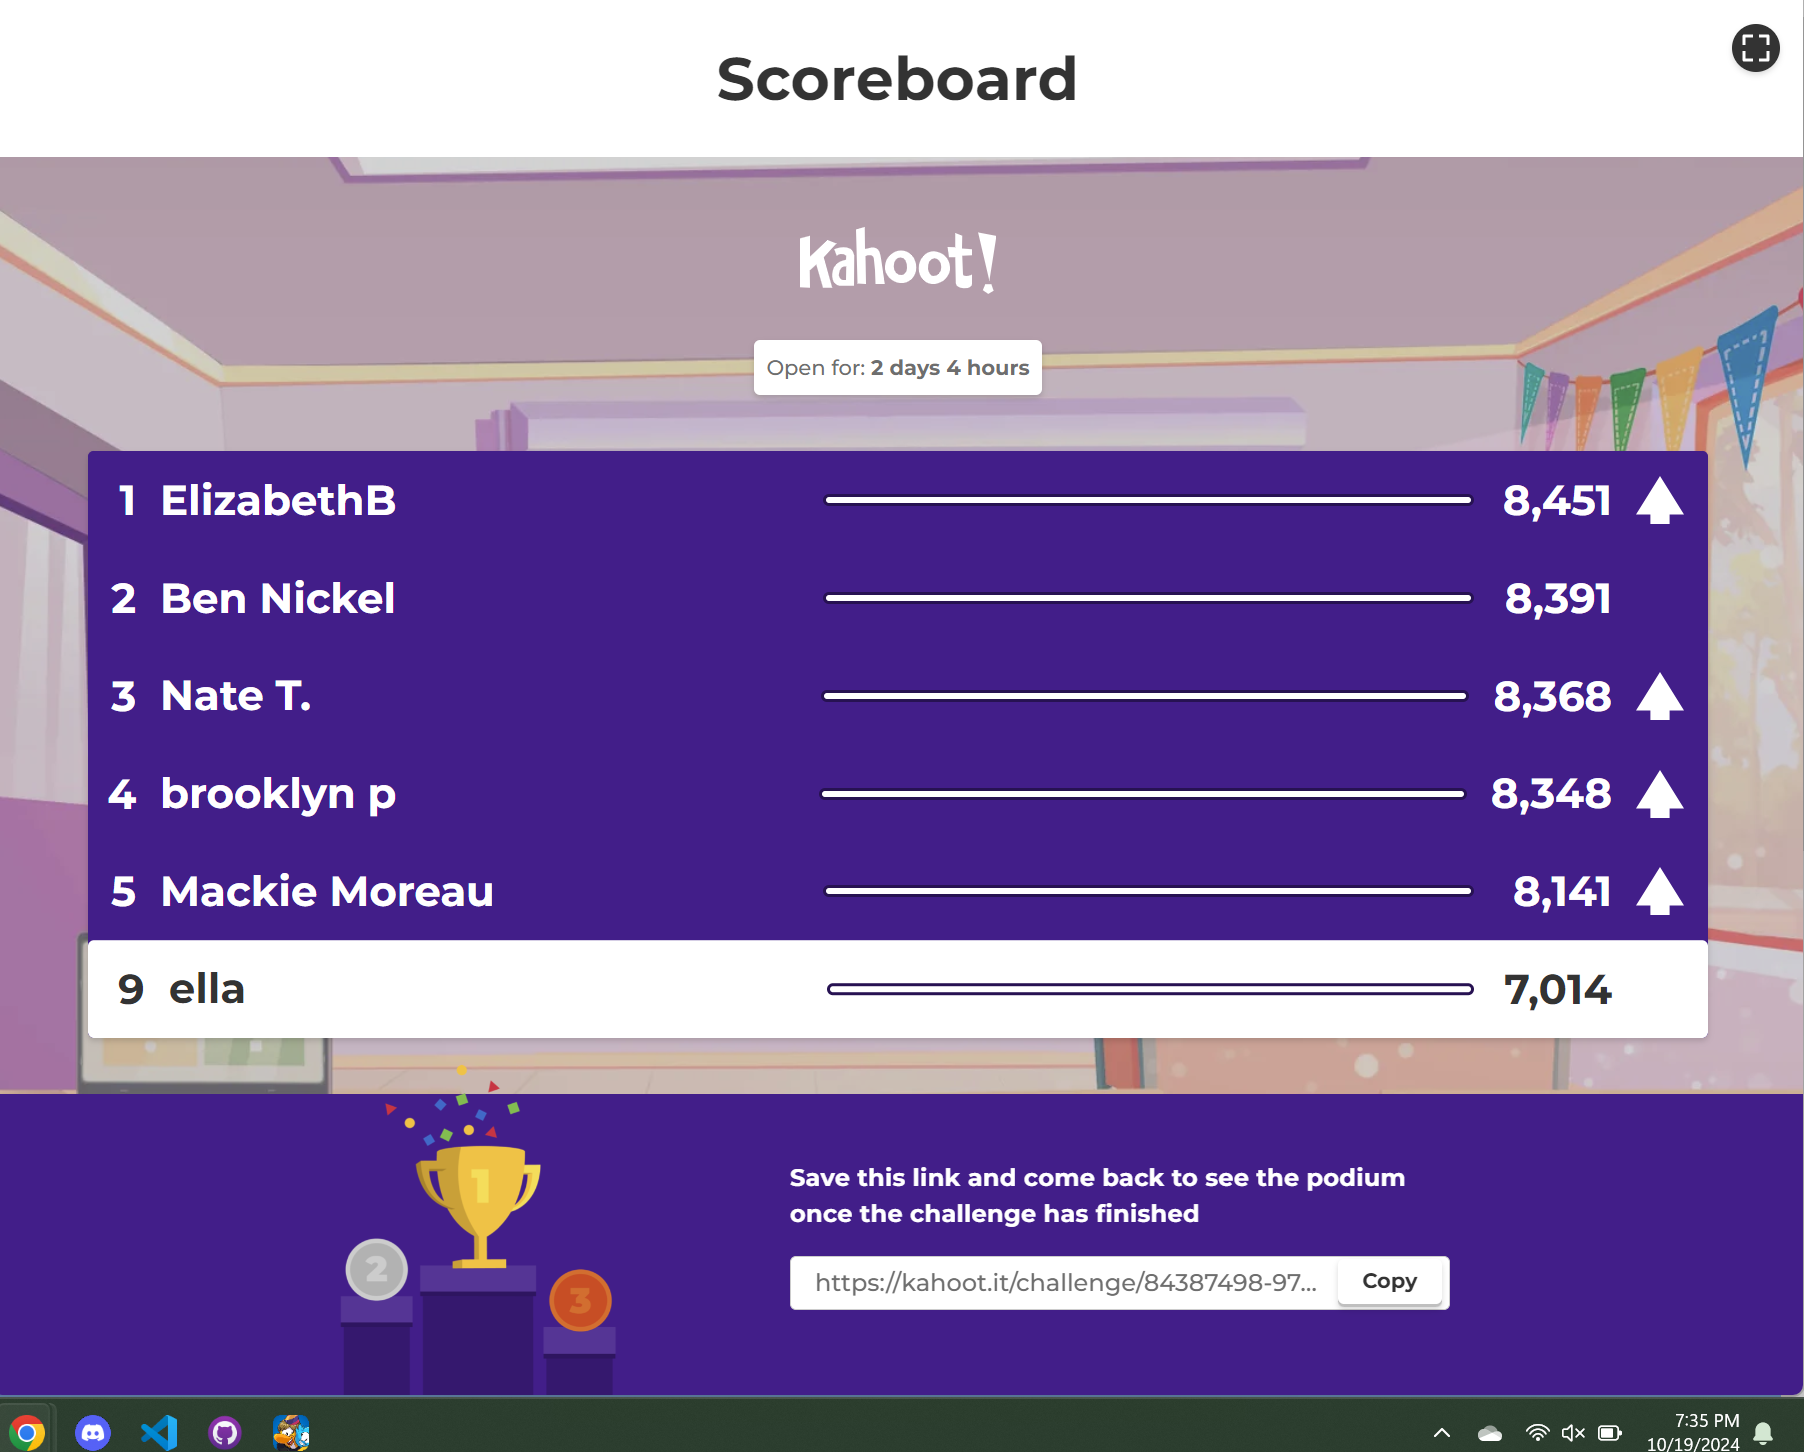 Scoreboard
Kahoot!
Open for: 2 days 4 hours
1 ElizabethB 8,451
2 Ben Nickel 8,391
3 Nate T. 8,368
4 brooklyn p 8,348
5 Mackie Moreau 8,141
9 ella 7,014
1
2
3
Save this link and come back to see the podium
once the challenge has finished
https://kahoot.it/challenge/84387498-97... Copy
7:35 PM
10/19/2024